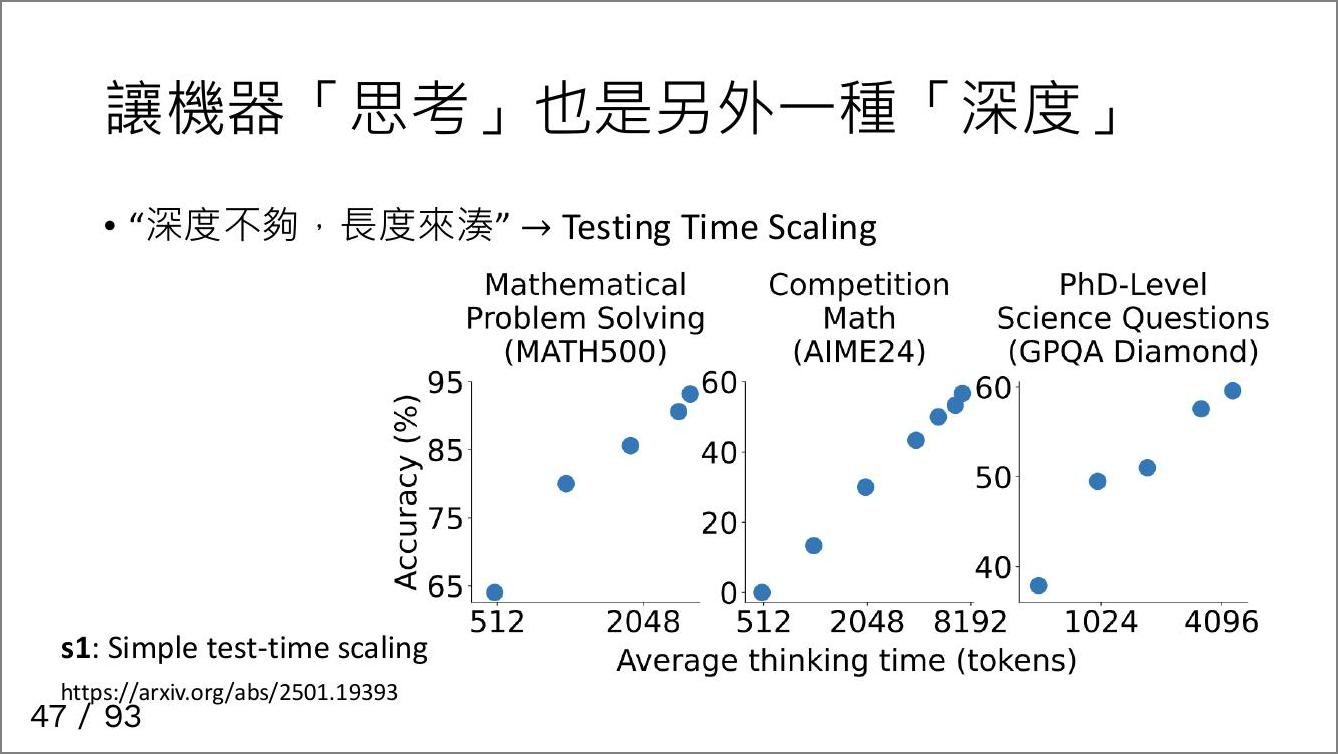 讓機器「思考」也是另外一種「深度」
• “深度不夠，長度來湊” → Testing Time Scaling
Mathematical
Problem Solving
(MATH500)
Competition
Math
(AIME24)
PhD-Level
Science Questions
(GPQA Diamond)
Accuracy (%)
95
85
75
65
512
2048
60
40
20
0
512
2048
8192
60
50
40
1024
4096
Average thinking time (tokens)
s1: Simple test-time scaling
https://arxiv.org/abs/2501.19393
47 / 93